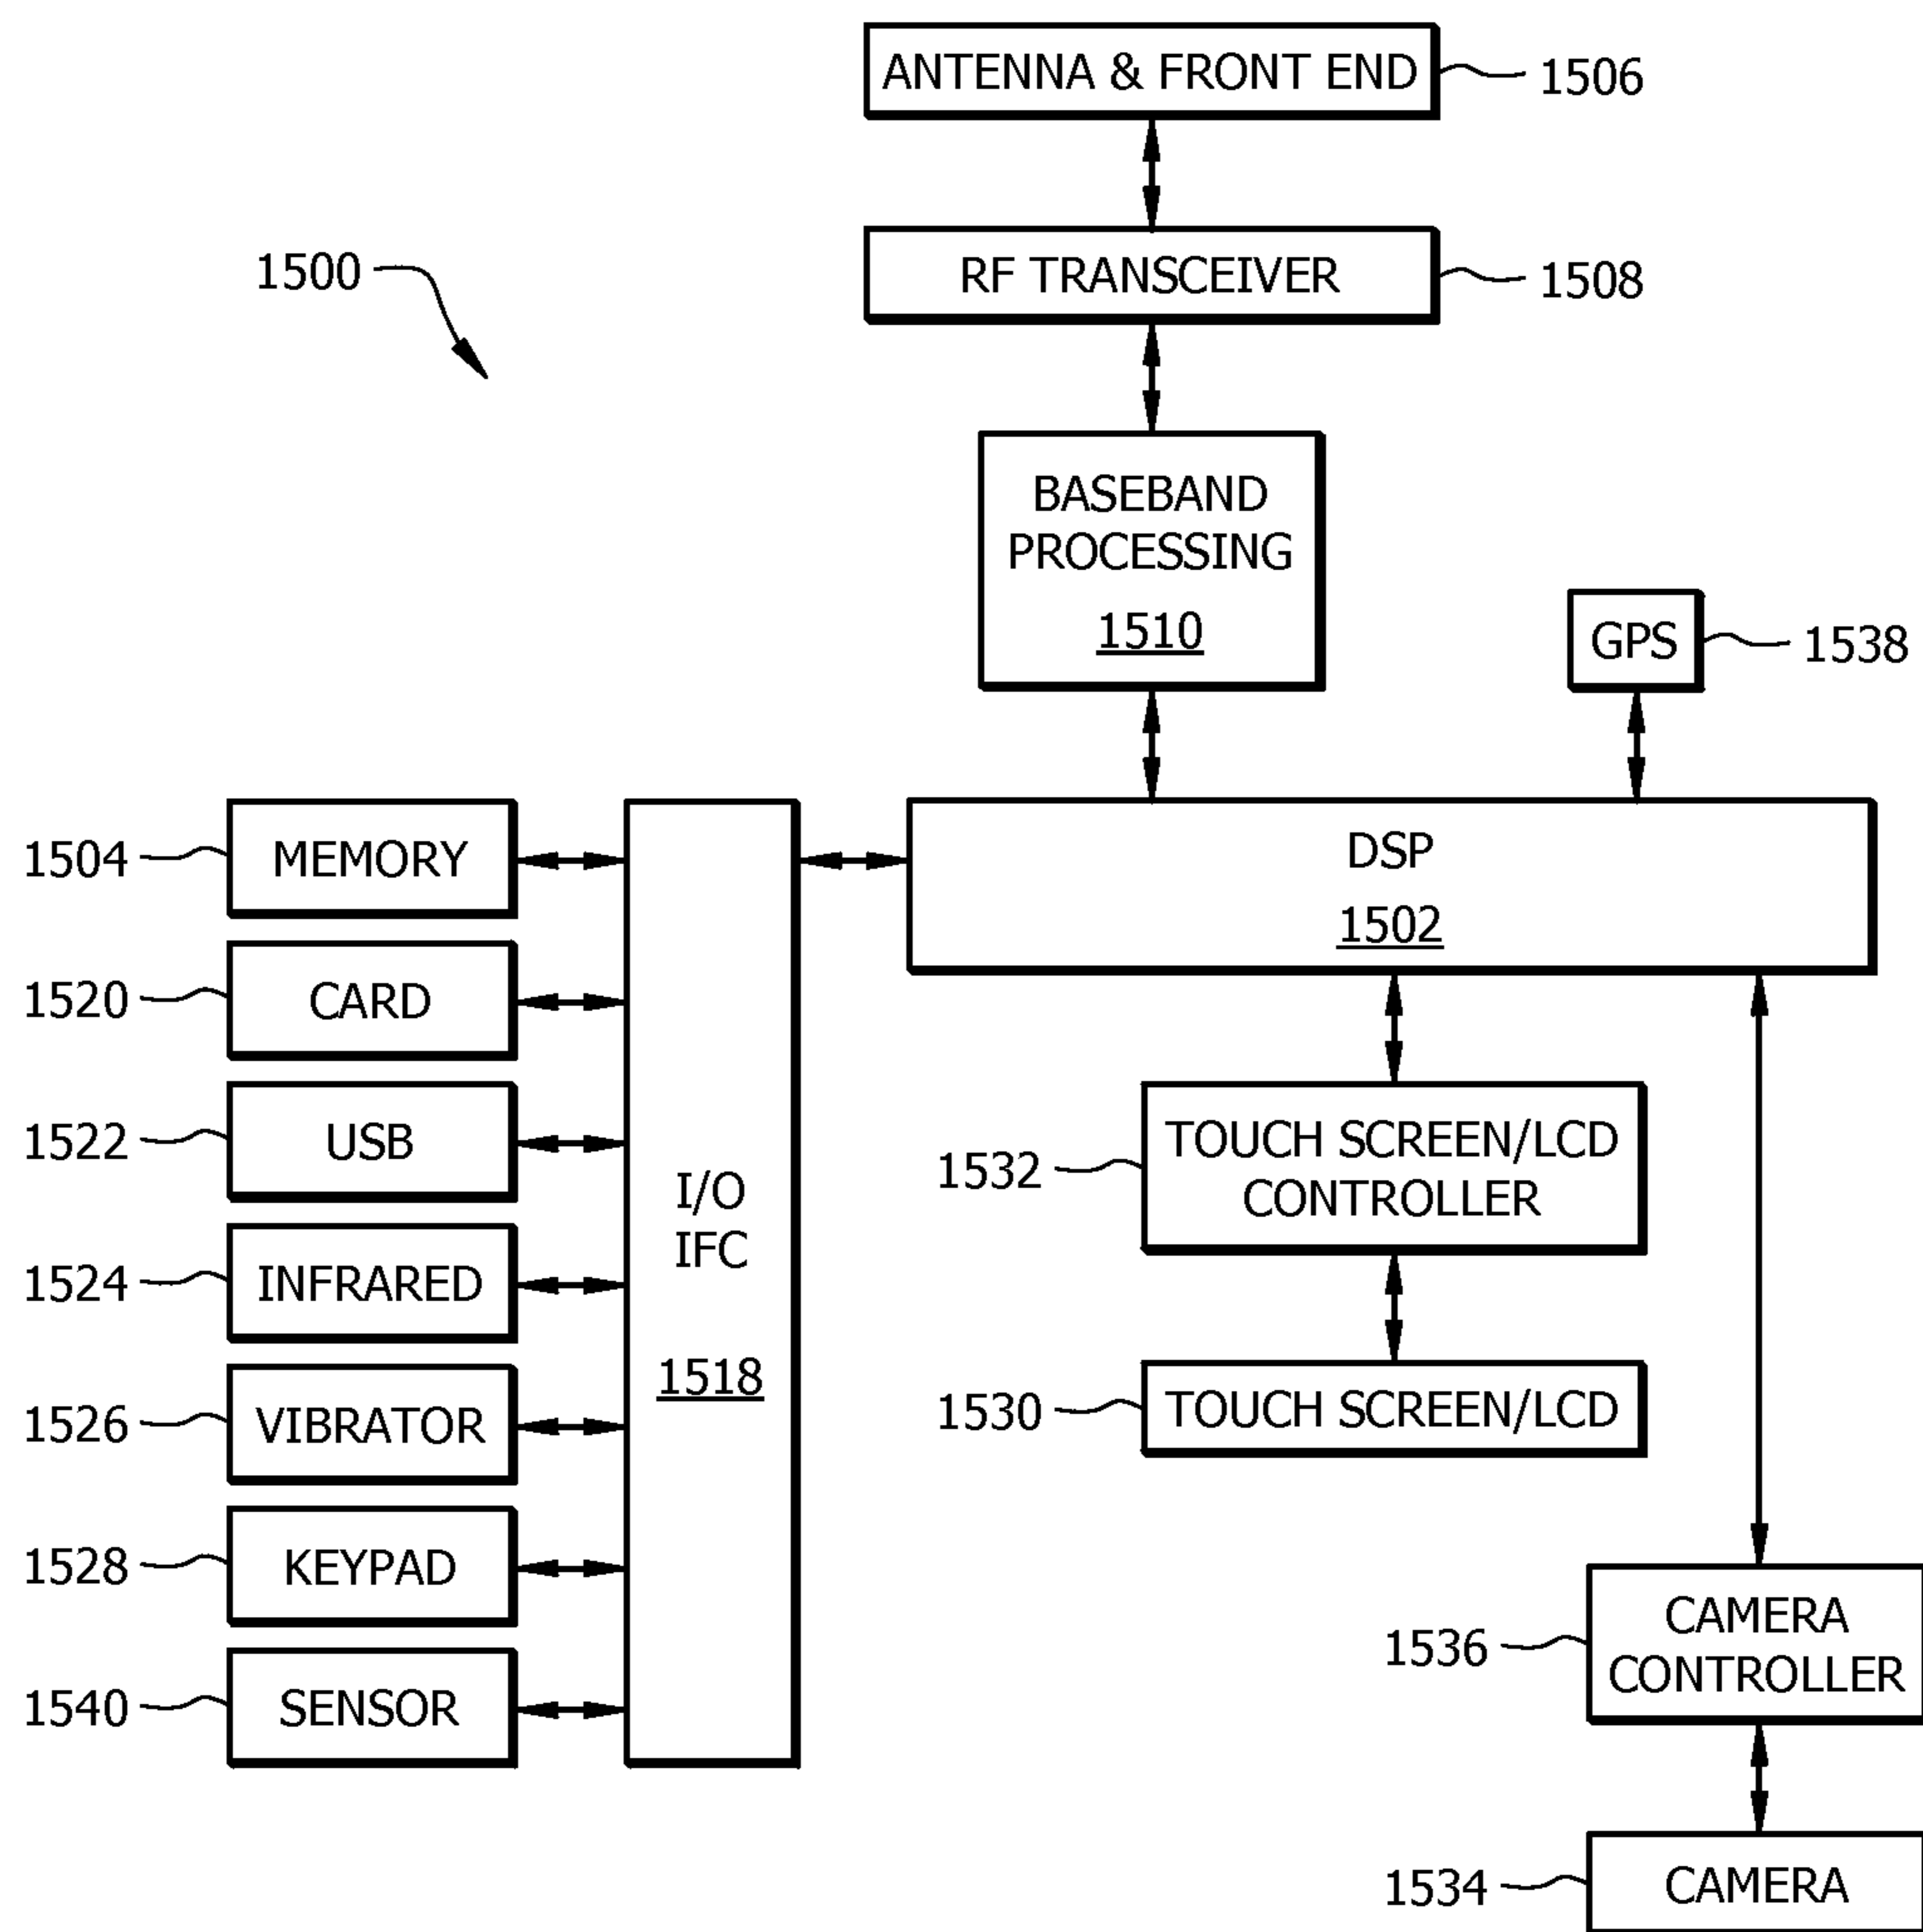 ANTENNA & FRONT END
1506
1500
RF TRANSCEIVER
1508
BASEBAND
PROCESSING
1510
GPS
1538
1504
MEMORY
DSP
1502
1520
CARD
1522
USB
I/O
IFC
1518
1532
TOUCH SCREEN/LCD
CONTROLLER
1524
INFRARED
1526
VIBRATOR
1530
TOUCH SCREEN/LCD
1528
KEYPAD
1536
CAMERA
CONTROLLER
1540
SENSOR
1534
CAMERA